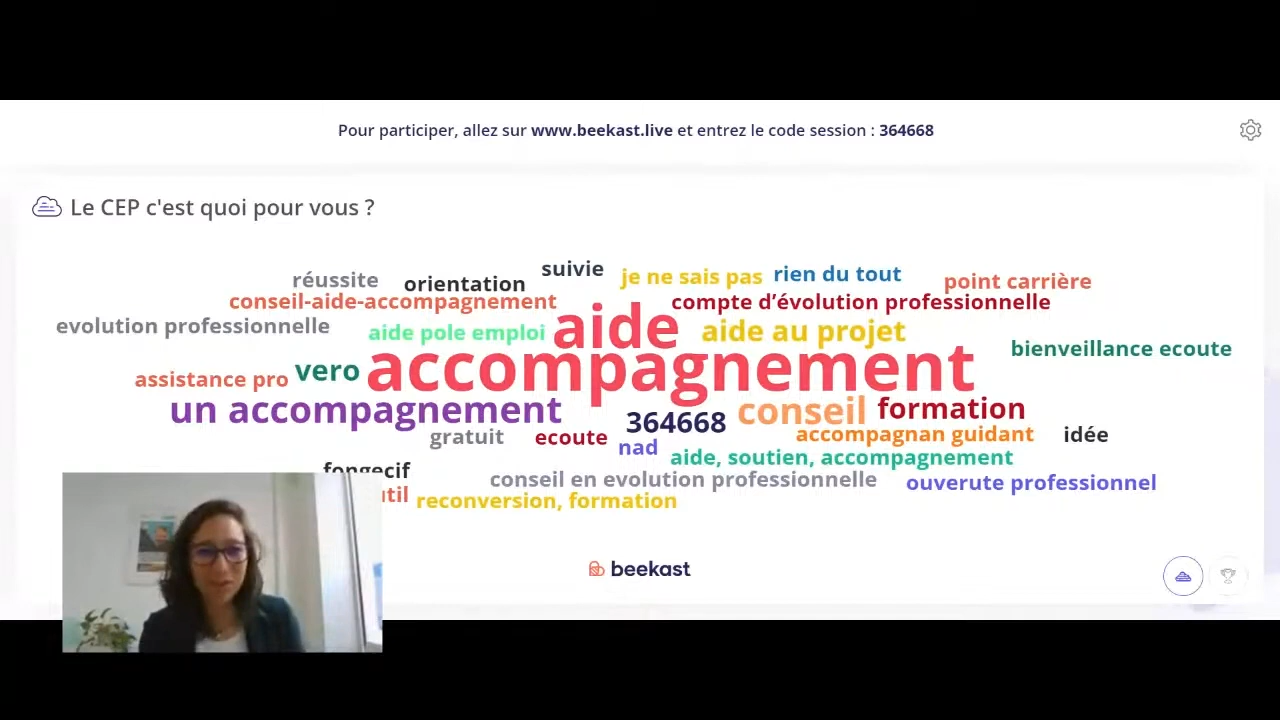 Pour participer, allez sur www.beekast.live et entrez le code session : 364668
Le CEP c'est quoi pour vous ?
suivie
réussite
orientation
je ne sais pas
rien du tout
point carrière
conseil-aide-accompagnement
compte d’évolution professionnelle
evolution professionnelle
aide pole emploi
aide
aide au projet
bienveillance ecoute
assistance pro
vero
accompagnement
un accompagnement
364668
conseil
formation
gratuit
ecoute
nad
accompagnan guidant
idée
aide, soutien, accompagnement
fongecif
conseil en evolution professionnelle
ouverute professionnel
reconversion, formation
beekast